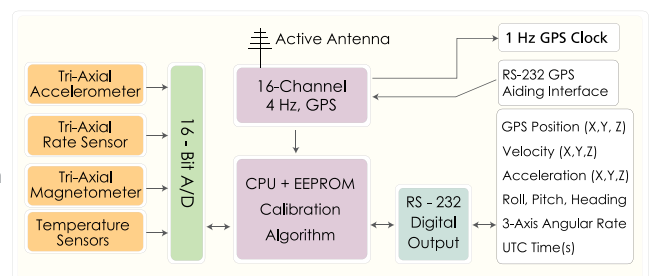 Active Antenna
1 Hz GPS Clock
Tri-Axial
Accelerometer
16-Channel
4 Hz, GPS
RS-232 GPS
Aiding Interface
Tri-Axial
Rate Sensor
16 - Bit A/D
GPS Position (X,Y, Z)
Velocity (X,Y,Z)
Acceleration (X,Y,Z)
Roll, Pitch, Heading
3-Axis Angular Rate
UTC Time(s)
Tri-Axial
Magnetometer
CPU + EEPROM
Calibration
Algorithm
RS - 232
Digital
Output
Temperature
Sensors